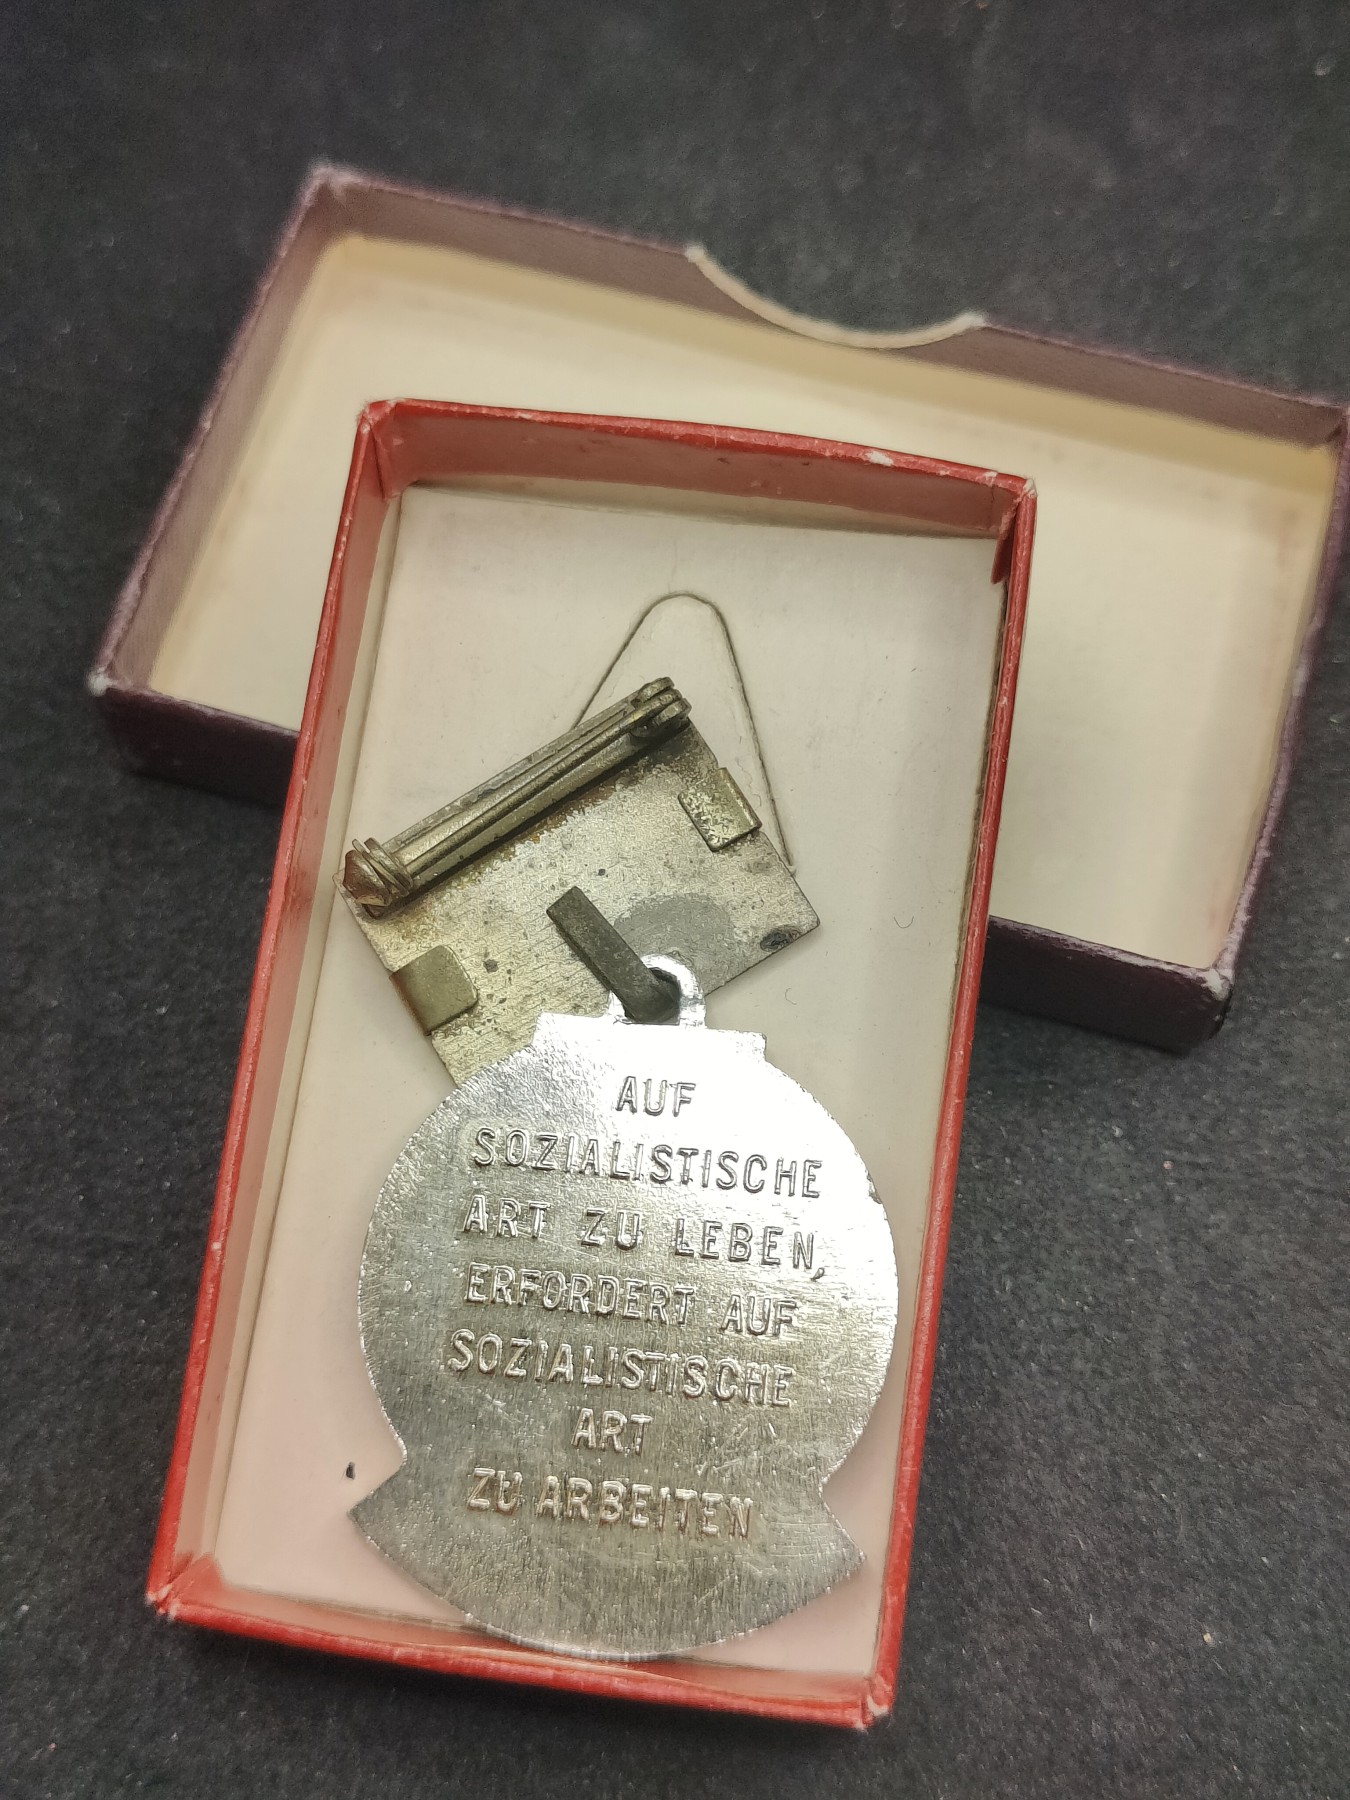 AUF
SOZIALISTISCHE
ART ZU LEBEN,
ERFORDERT AUF
SOZIALISTISCHE
ART
ZU ARBEITEN